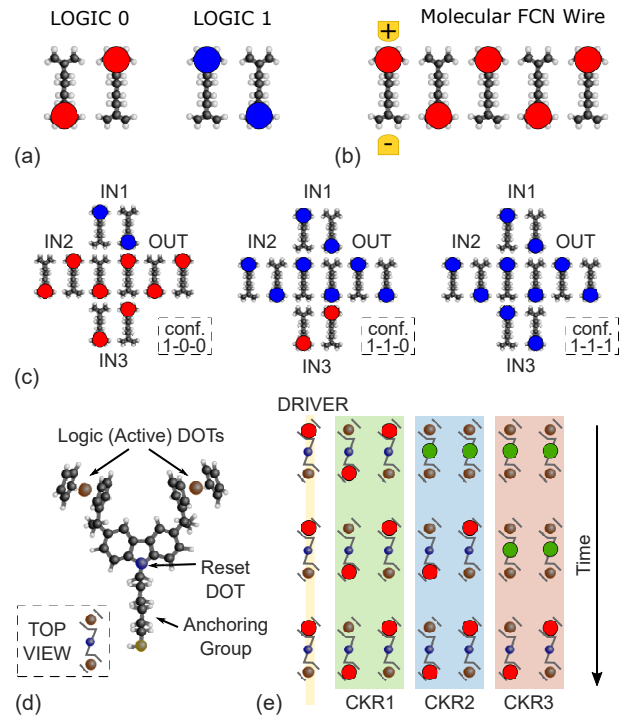 LOGIC 0
LOGIC 1
Molecular FCN Wire
+
-
(a)
(b)
IN1
IN2
OUT
IN3
conf.
1-0-0
IN1
IN2
OUT
IN3
conf.
1-1-0
IN1
IN2
OUT
IN3
conf.
1-1-1
(c)
Logic (Active) DOTs
Reset
DOT
Anchoring
Group
TOP
VIEW
(d)
DRIVER
Time
CKR1
CKR2
CKR3
(e)